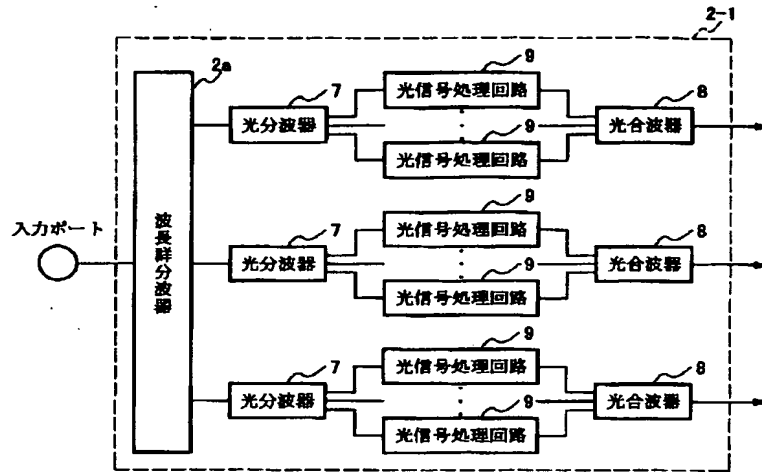 2-1
2a
9
7
光信号処理回路
8
光分波器
光合波器
9
光信号処理回路
入力ポート
波長群分波器
9
7
光信号処理回路
8
光分波器
光合波器
9
光信号処理回路
9
7
光信号処理回路
8
光分波器
光合波器
9
光信号処理回路